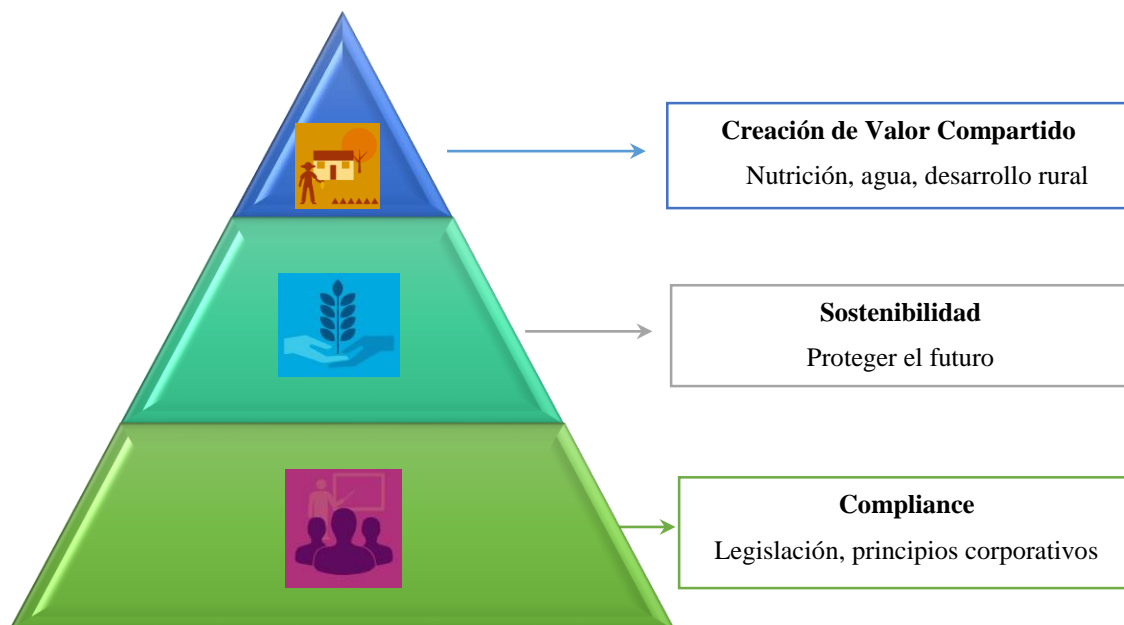 Creación de Valor Compartido
Nutrición, agua, desarrollo rural
Sostenibilidad
Proteger el futuro
Compliance
Legislación, principios corporativos